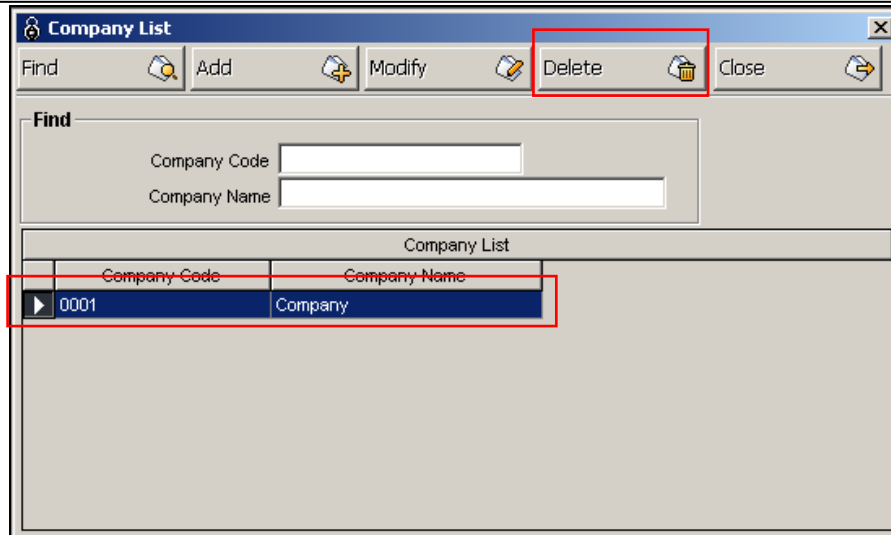 Company List
Find Add Modify Delete Close
Find
Company Code
Company Name
Company List
Company Code Company Name
0001 Company